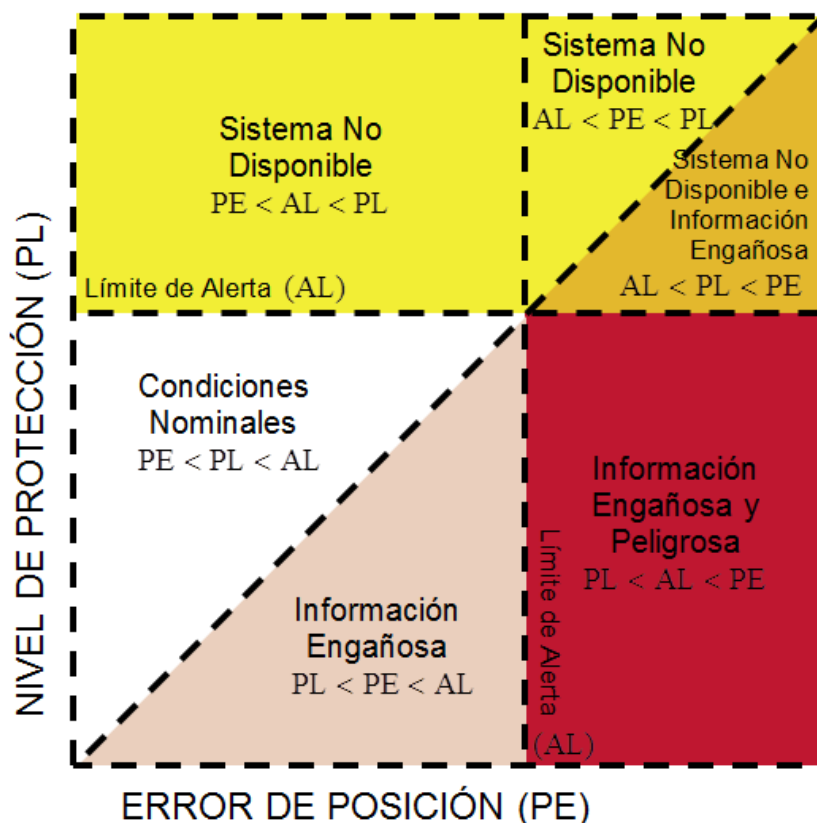 Sistema No
Disponible
AL < PE < PL
Sistema No
Disponible
PE < AL < PL
Sistema No
Disponible e
Información
Engañosa
AL < PL < PE
Límite de Alerta (AL)
NIVEL DE PROTECCIÓN (PL)
Condiciones
Nominales
PE < PL < AL
Información
Engañosa y
Peligrosa
PL < AL < PE
Límite de Alerta
(AL)
Información
Engañosa
PL < PE < AL
ERROR DE POSICIÓN (PE)